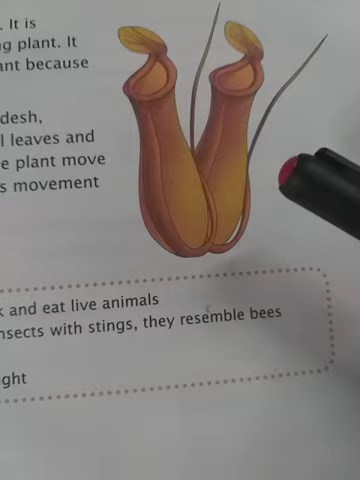 . It is
g plant. It
ant because
desh,
l leaves and
e plant move
s movement
k and eat live animals
nsects with stings, they resemble bees
ght